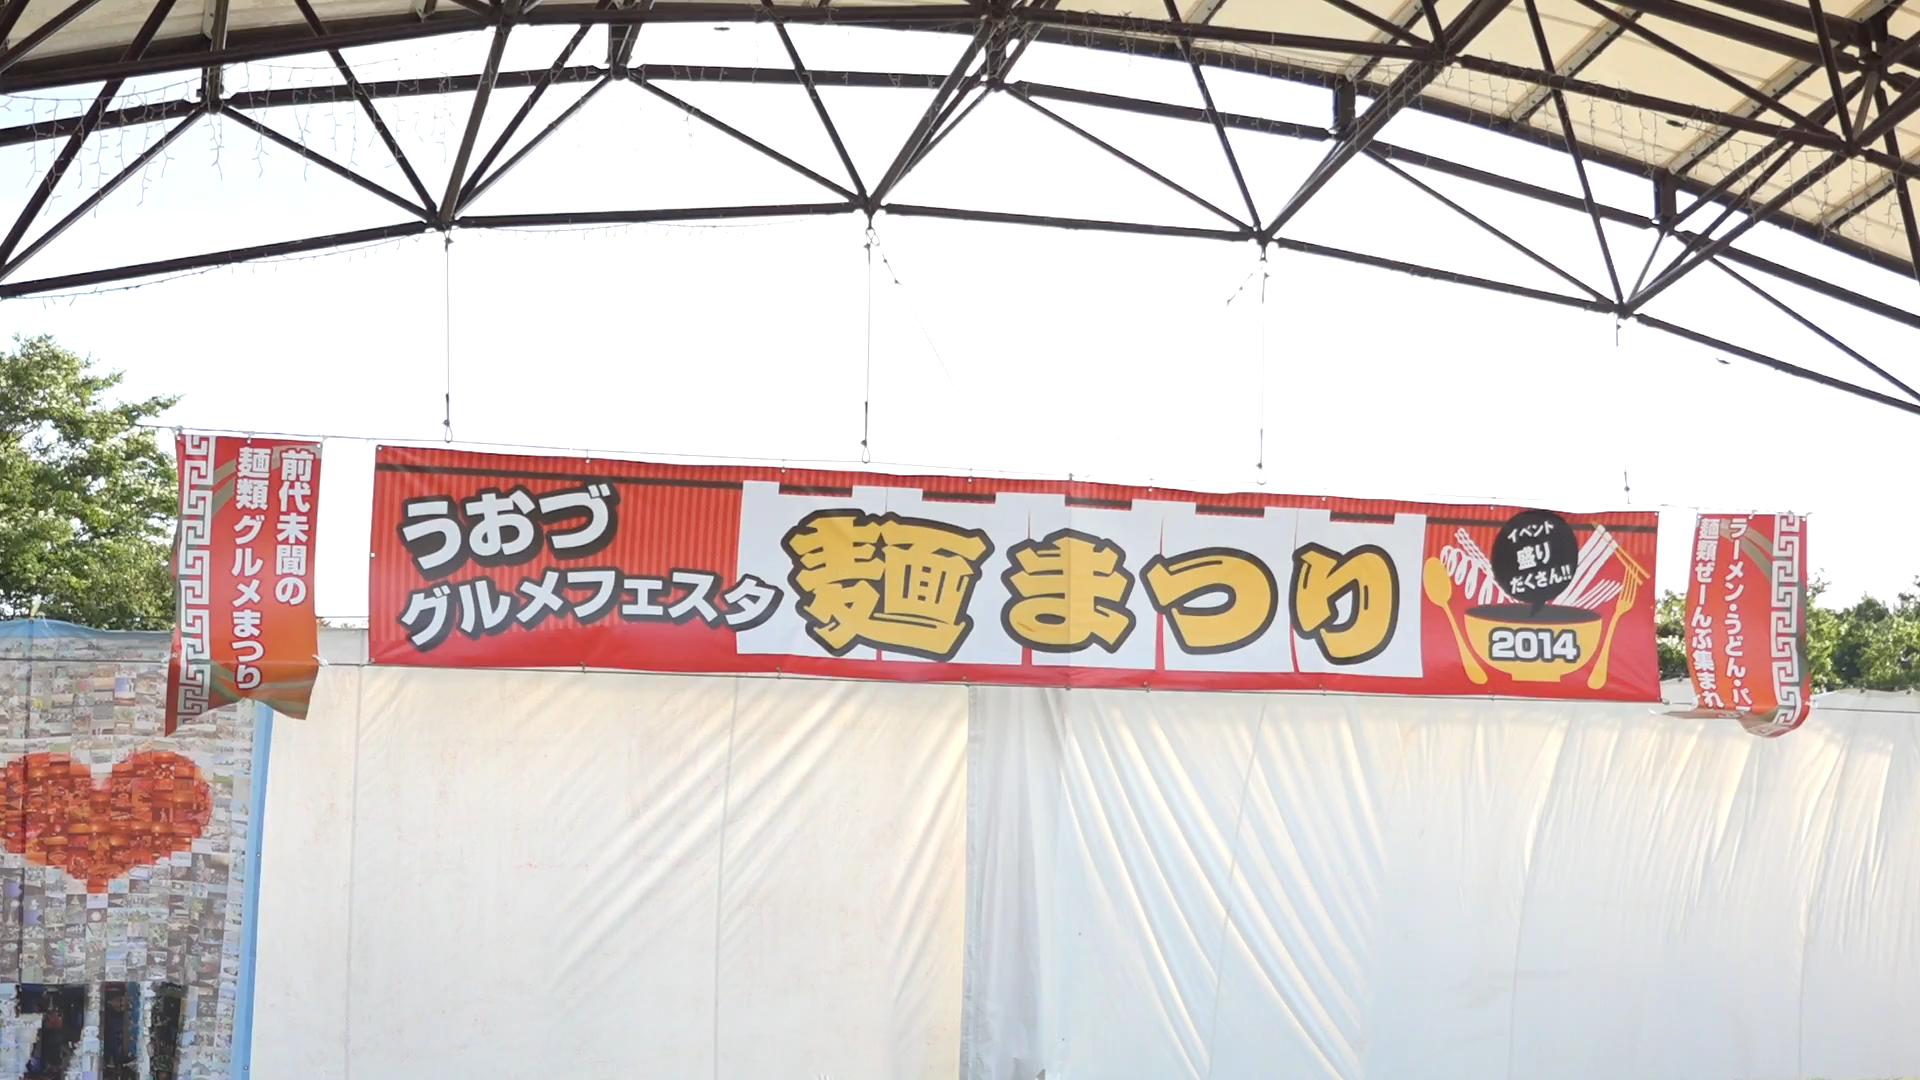 前代未聞の
麺類グルメまつり
うおづ
グルメフェスタ
麺まつり
イベント
盛り
だくさん!!
2014
ラーメン・うどん・パ
麺類ぜーんぶ集まれ